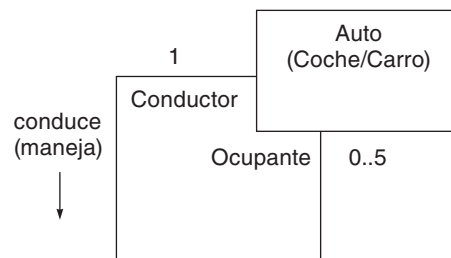 Auto
(Coche/Carro)
1
Conductor
conduce
(maneja)
Ocupante
0..5